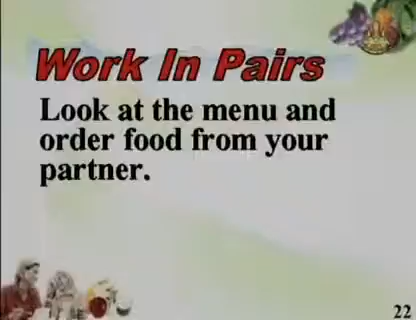 Work In Pairs
Look at the menu and
order food from your
partner.
22